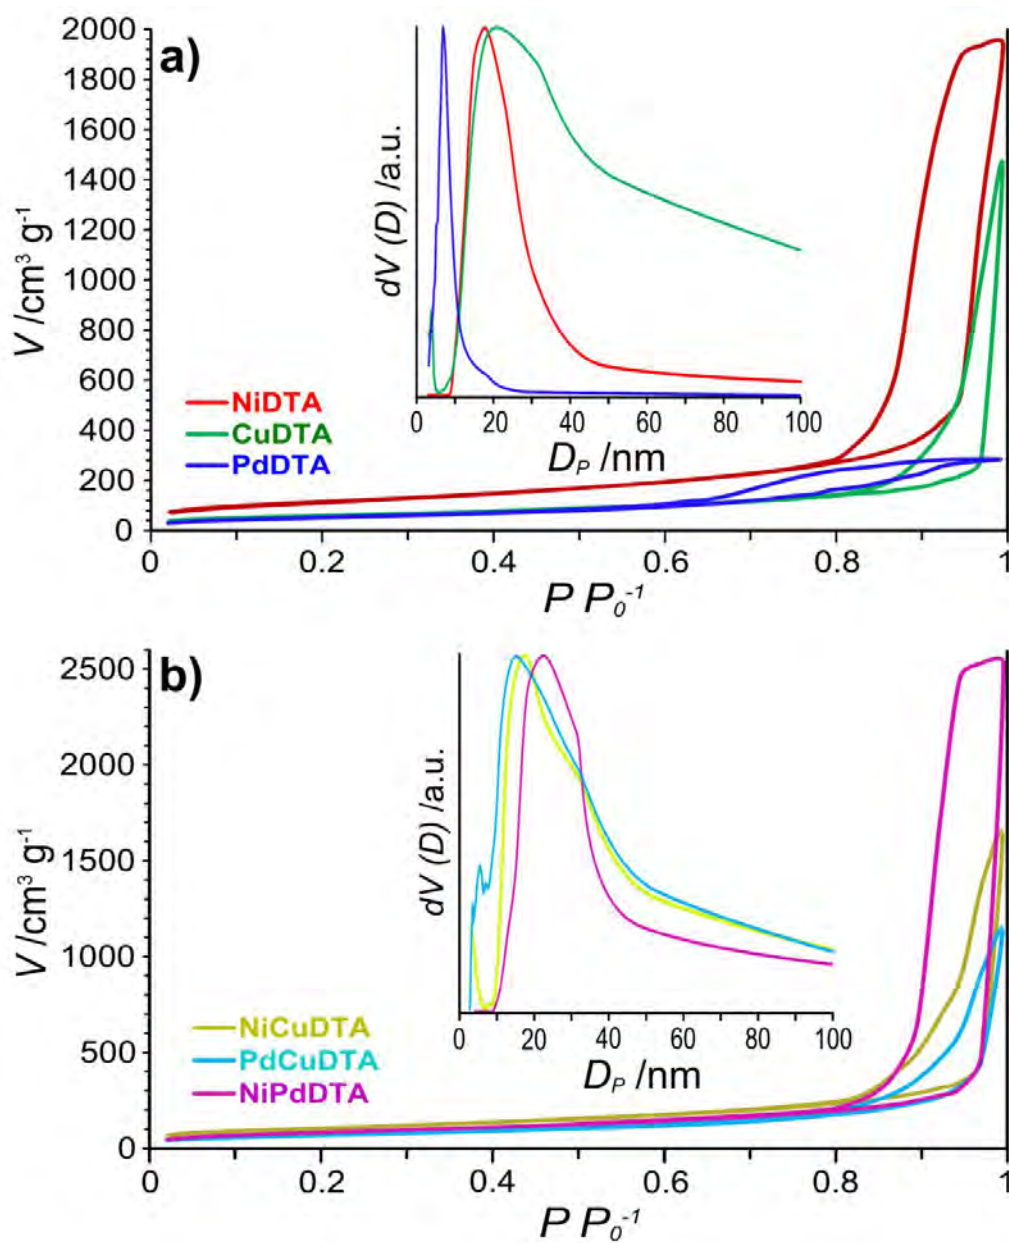 a)
V /cm³ g⁻¹
2000
1800
1600
1400
1200
1000
800
600
400
200
0
0 0.2 0.4 0.6 0.8 1
P P₀⁻¹
NiDTA
CuDTA
PdDTA
dV (D) /a.u.
0 20 40 60 80 100
D_P /nm
b)
V /cm³ g⁻¹
2500
2000
1500
1000
500
0
0 0.2 0.4 0.6 0.8 1
P P₀⁻¹
NiCuDTA
PdCuDTA
NiPdDTA
dV (D) /a.u.
0 20 40 60 80 100
D_P /nm